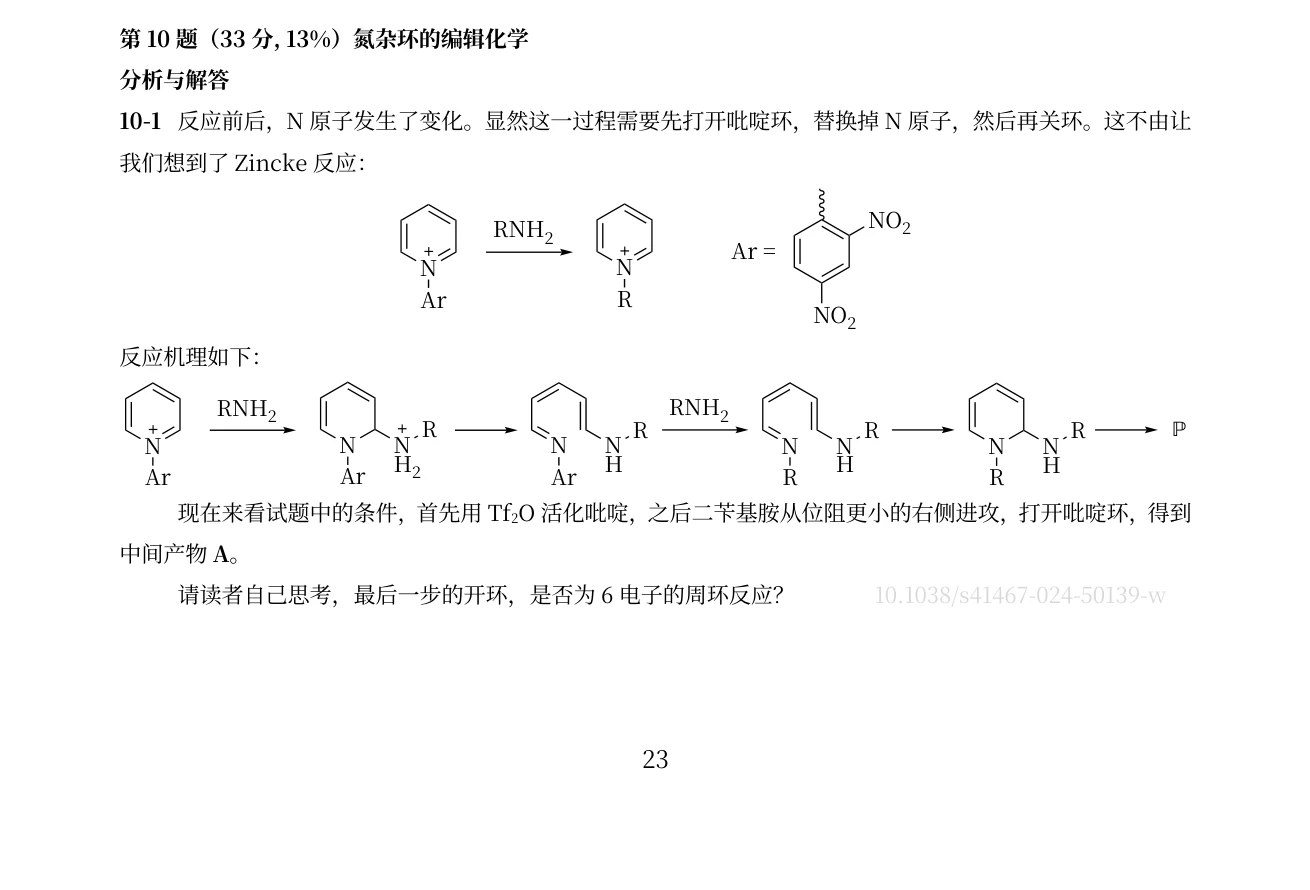 第 10 题（33 分, 13%）氮杂环的编辑化学
分析与解答
10-1 反应前后，N 原子发生了变化。显然这一过程需要先打开吡啶环，替换掉 N 原子，然后再关环。这不由让
我们想到了 Zincke 反应：
N + Ar
RNH2
N + R
Ar =
NO2
NO2
反应机理如下：
N + Ar
RNH2
N Ar + N H2 R
N Ar N H R
RNH2
N R N H R
N R N H R
ℙ
现在来看试题中的条件，首先用 Tf₂O 活化吡啶，之后二苄基胺从位阻更小的右侧进攻，打开吡啶环，得到
中间产物 A。
请读者自己思考，最后一步的开环，是否为 6 电子的周环反应？
10.1038/s41467-024-50139-w
23